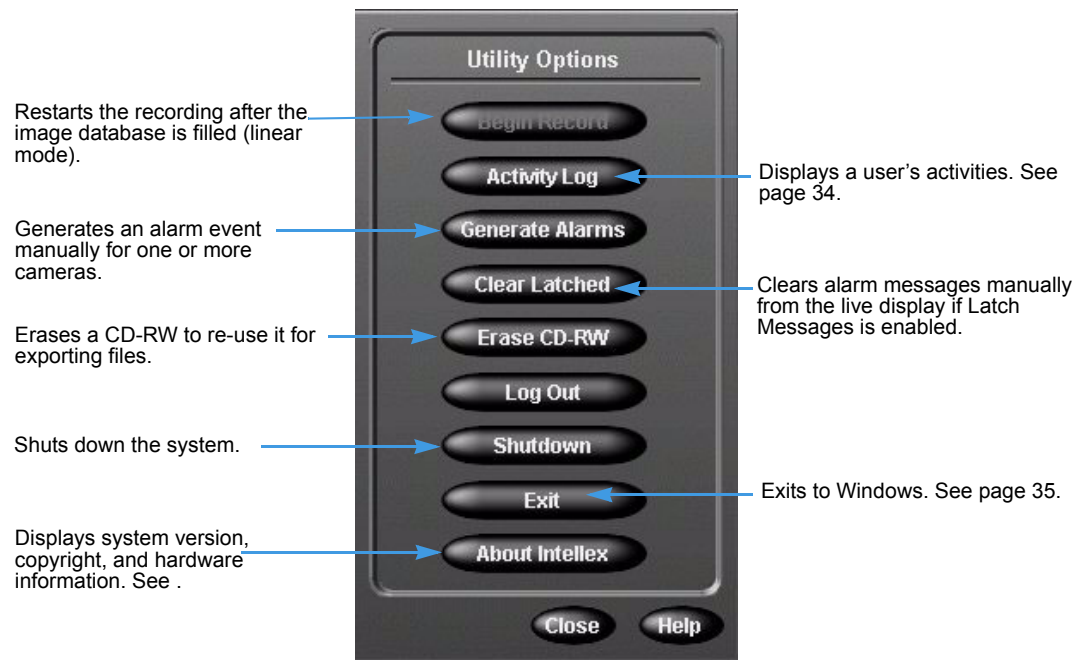 Utility Options
Restarts the recording after the
image database is filled (linear
mode).
Begin Record
Activity Log
Displays a user's activities. See
page 34.
Generates an alarm event
manually for one or more
cameras.
Generate Alarms
Clear Latched
Clears alarm messages manually
from the live display if Latch
Messages is enabled.
Erases a CD-RW to re-use it for
exporting files.
Erase CD-RW
Log Out
Shuts down the system.
Shutdown
Exit
Exits to Windows. See page 35.
Displays system version,
copyright, and hardware
information. See .
About Intellex
Close
Help